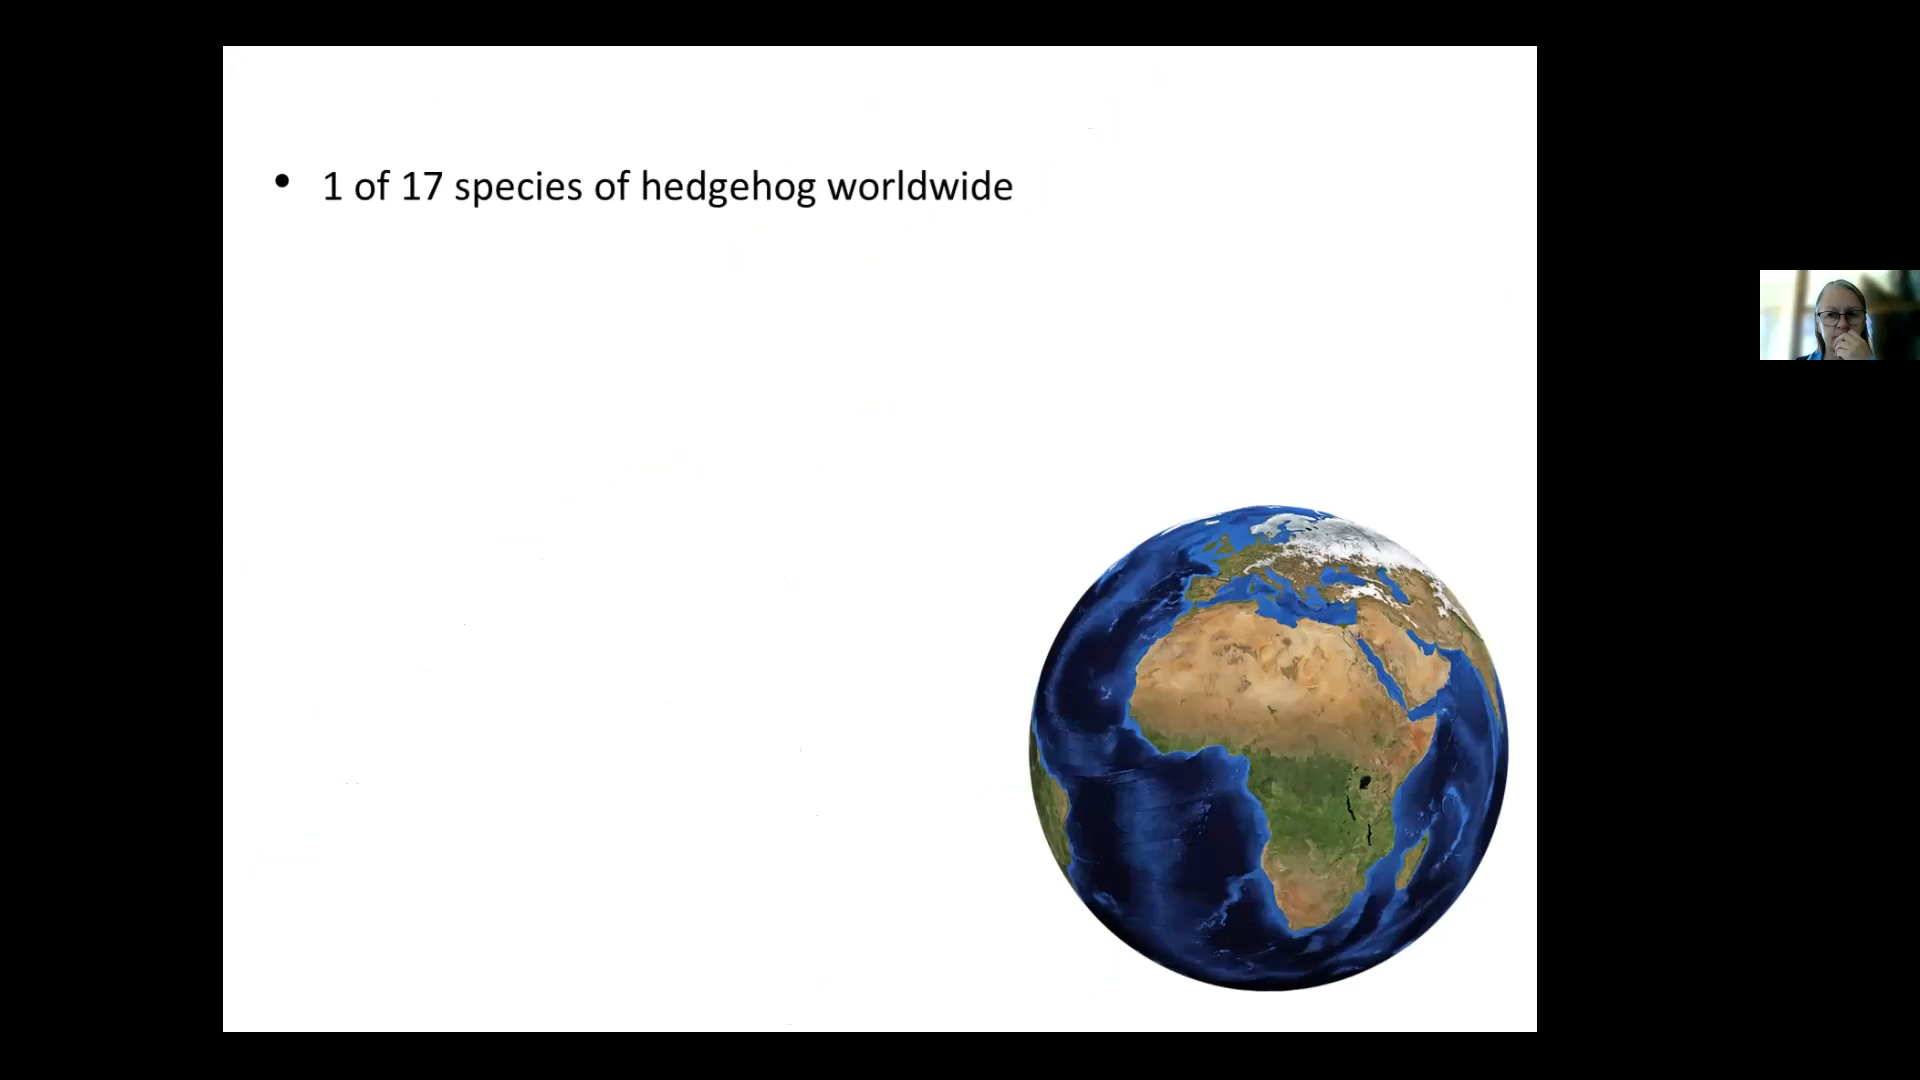 • 1 of 17 species of hedgehog worldwide